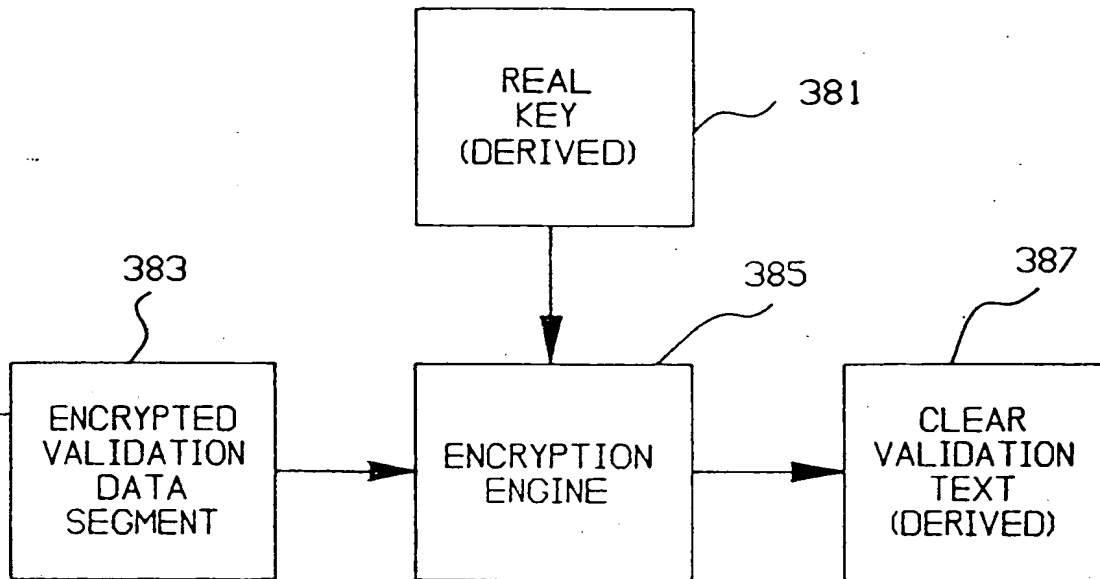 REAL
KEY
(DERIVED)
381
383
385
387
ENCRYPTED
VALIDATION
DATA
SEGMENT
ENCRYPTION
ENGINE
CLEAR
VALIDATION
TEXT
(DERIVED)